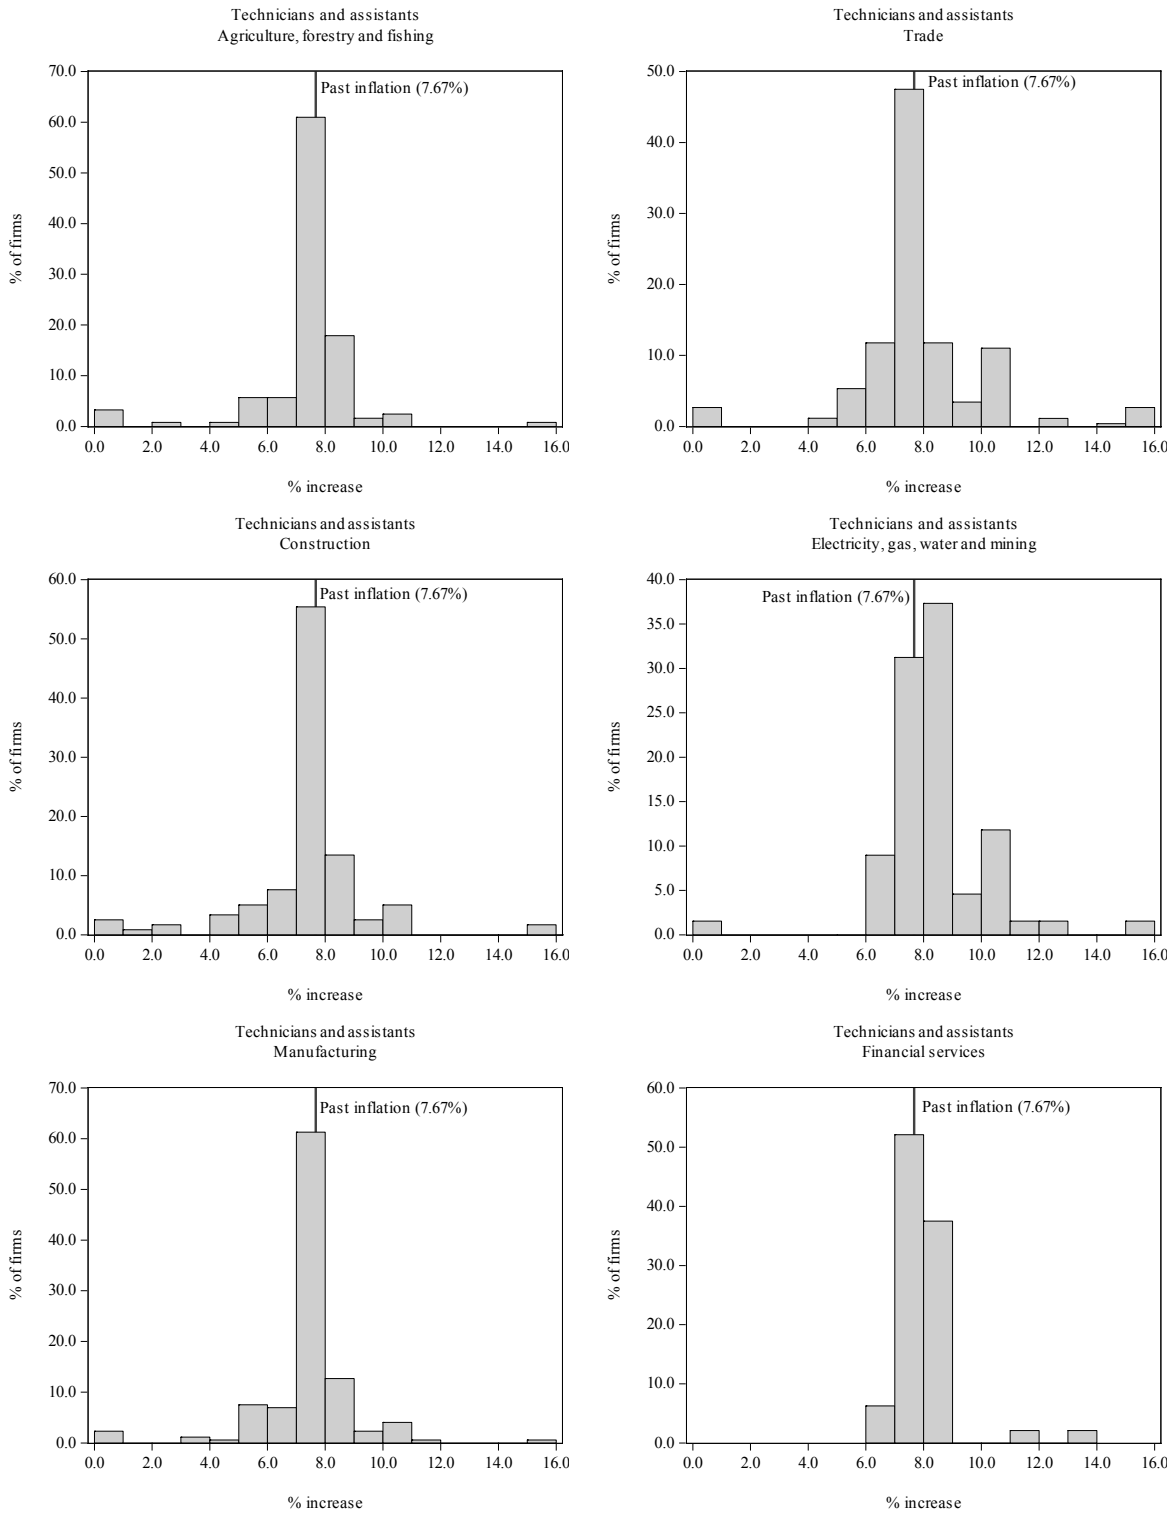 Technicians and assistants
Agriculture, forestry and fishing
70.0
60.0
50.0
40.0
30.0
20.0
10.0
0.0
% of firms
Past inflation (7.67%)
0.0 2.0 4.0 6.0 8.0 10.0 12.0 14.0 16.0
% increase
Technicians and assistants
Trade
50.0
40.0
30.0
20.0
10.0
0.0
% of firms
Past inflation (7.67%)
0.0 2.0 4.0 6.0 8.0 10.0 12.0 14.0 16.0
% increase
Technicians and assistants
Construction
60.0
50.0
40.0
30.0
20.0
10.0
0.0
% of firms
Past inflation (7.67%)
0.0 2.0 4.0 6.0 8.0 10.0 12.0 14.0 16.0
% increase
Technicians and assistants
Electricity, gas, water and mining
40.0
35.0
30.0
25.0
20.0
15.0
10.0
5.0
0.0
% of firms
Past inflation (7.67%)
0.0 2.0 4.0 6.0 8.0 10.0 12.0 14.0 16.0
% increase
Technicians and assistants
Manufacturing
70.0
60.0
50.0
40.0
30.0
20.0
10.0
0.0
% of firms
Past inflation (7.67%)
0.0 2.0 4.0 6.0 8.0 10.0 12.0 14.0 16.0
% increase
Technicians and assistants
Financial services
60.0
50.0
40.0
30.0
20.0
10.0
0.0
% of firms
Past inflation (7.67%)
0.0 2.0 4.0 6.0 8.0 10.0 12.0 14.0 16.0
% increase